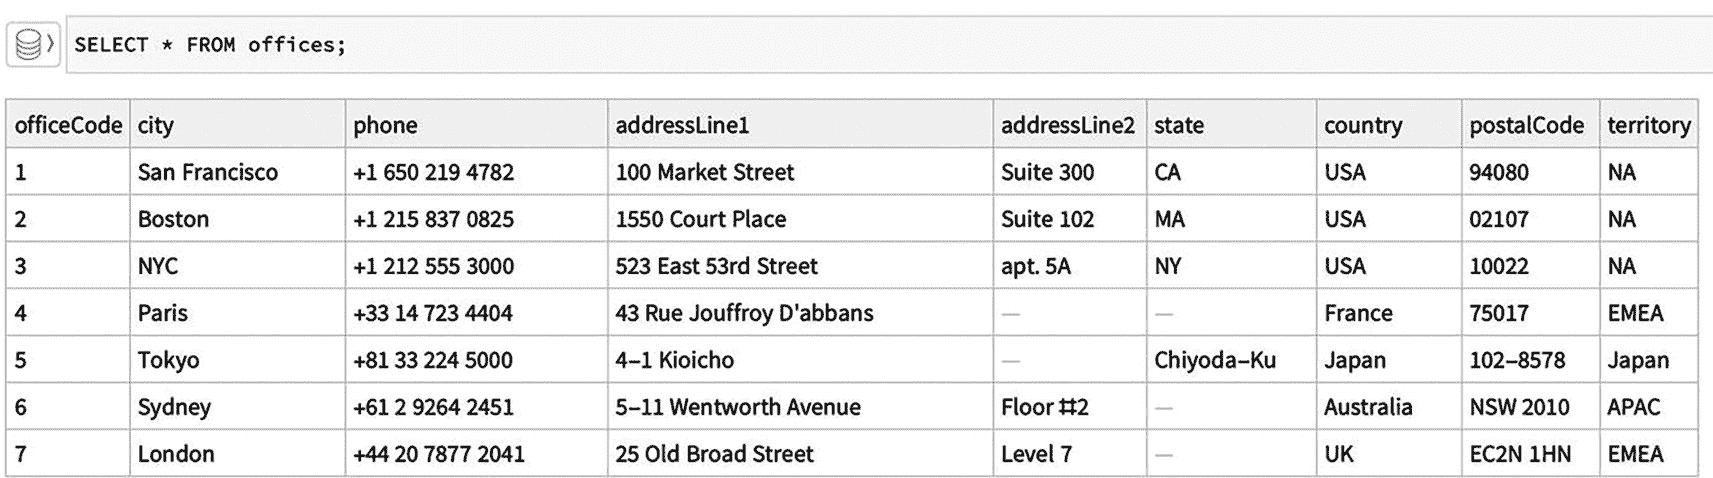 SELECT * FROM offices;
officeCode city phone addressLine1 addressLine2 state country postalCode territory
1 San Francisco +1 650 219 4782 100 Market Street Suite 300 CA USA 94080 NA
2 Boston +1 215 837 0825 1550 Court Place Suite 102 MA USA 02107 NA
3 NYC +1 212 555 3000 523 East 53rd Street apt. 5A NY USA 10022 NA
4 Paris +33 14 723 4404 43 Rue Jouffroy D'abbans — — France 75017 EMEA
5 Tokyo +81 33 224 5000 4–1 Kioicho — Chiyoda–Ku Japan 102–8578 Japan
6 Sydney +61 2 9264 2451 5–11 Wentworth Avenue Floor #2 — Australia NSW 2010 APAC
7 London +44 20 7877 2041 25 Old Broad Street Level 7 — UK EC2N 1HN EMEA